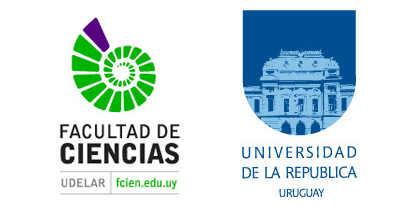 FACULTAD DE
CIENCIAS
UDELAR | fcien.edu.uy
UNIVERSIDAD
DE LA REPUBLICA
URUGUAY